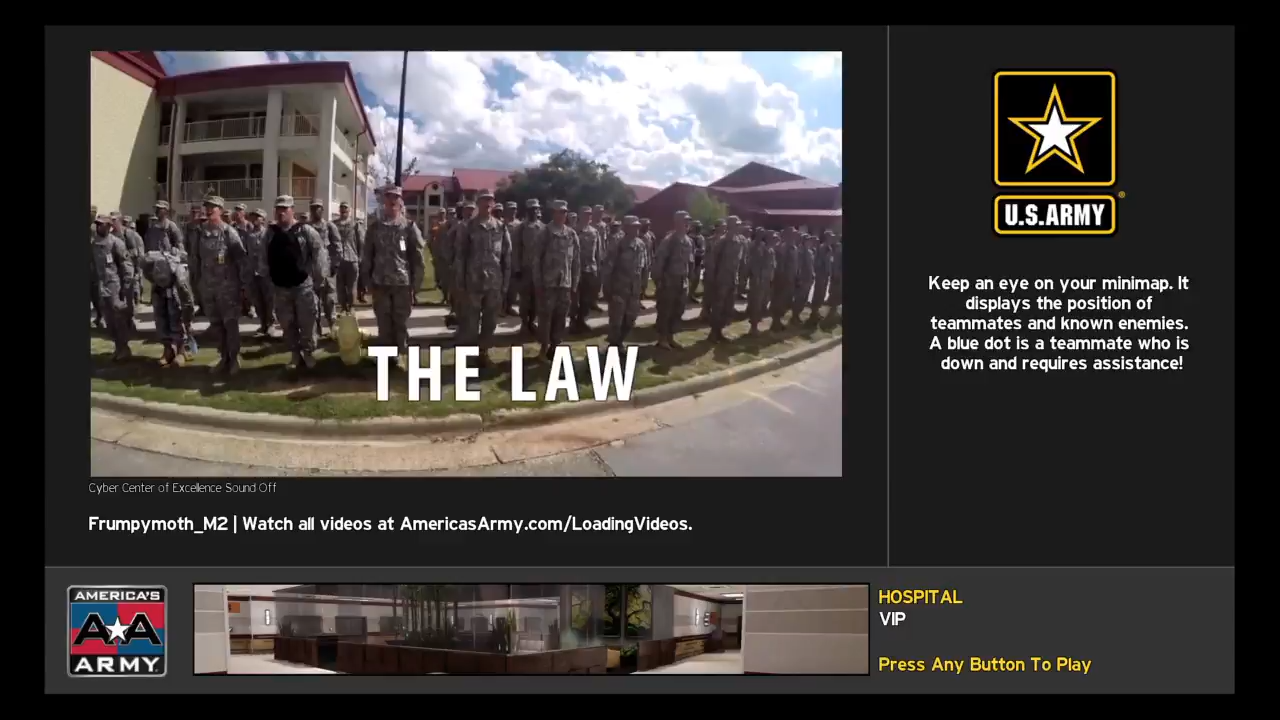 THE LAW
Cyber Center of Excellence Sound Off
Frumpymoth_M2 | Watch all videos at AmericasArmy.com/LoadingVideos.
U.S.ARMY
®
Keep an eye on your minimap. It
displays the position of
teammates and known enemies.
A blue dot is a teammate who is
down and requires assistance!
AMERICA'S
AA
ARMY
HOSPITAL
VIP
Press Any Button To Play